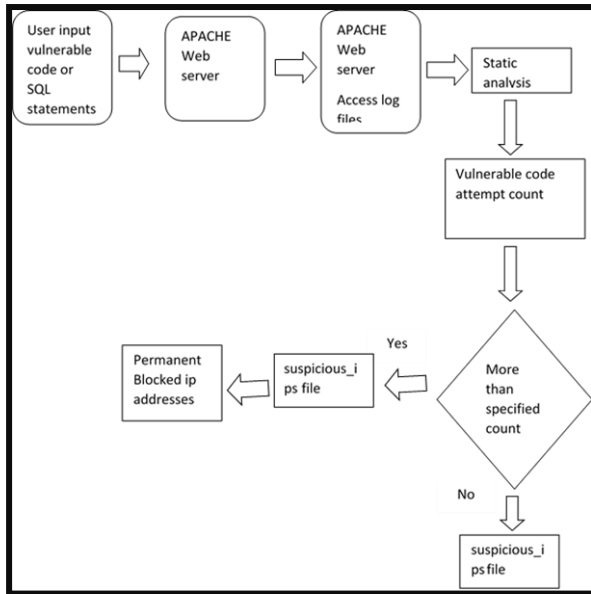 User input
vulnerable
code or
SQL
statements
APACHE
Web
server
APACHE
Web
server
Access log
files
Static
analysis
Vulnerable code
attempt count
More
than
specified
count
Yes
suspicious_i
ps file
Permanent
Blocked ip
addresses
No
suspicious_i
ps file